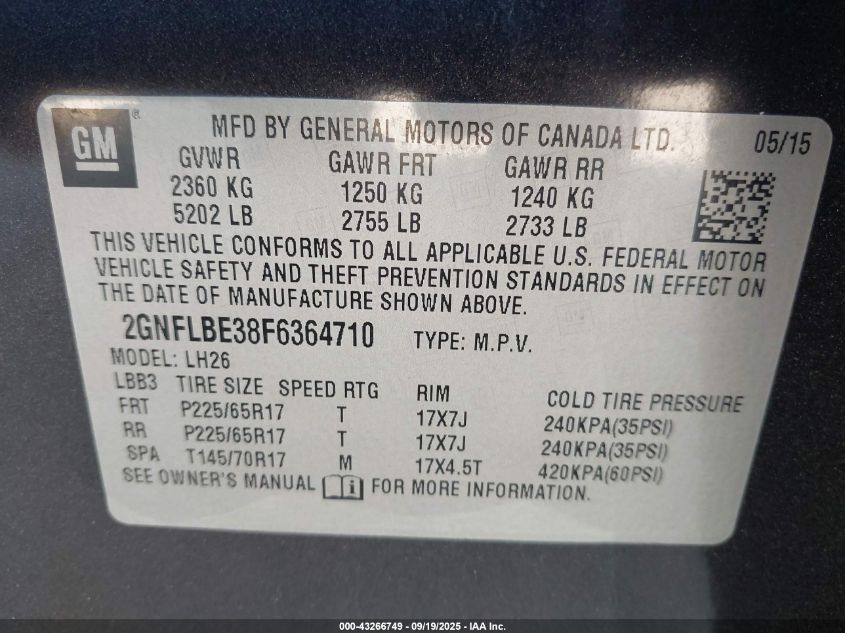 GM ®
MFD BY GENERAL MOTORS OF CANADA LTD. 05/15
GVWR GAWR FRT GAWR RR
2360 KG 1250 KG 1240 KG
5202 LB 2755 LB 2733 LB
THIS VEHICLE CONFORMS TO ALL APPLICABLE U.S. FEDERAL MOTOR
VEHICLE SAFETY AND THEFT PREVENTION STANDARDS IN EFFECT ON
THE DATE OF MANUFACTURE SHOWN ABOVE.
2GNFLBE38F6364710 TYPE: M.P.V.
MODEL: LH26
LBB3 TIRE SIZE SPEED RTG RIM COLD TIRE PRESSURE
FRT P225/65R17 T 17X7J 240KPA(35PSI)
RR P225/65R17 T 17X7J 240KPA(35PSI)
SPA T145/70R17 M 17X4.5T 420KPA(60PSI)
SEE OWNER'S MANUAL i FOR MORE INFORMATION.
000-43266749 - 09/19/2025 - IAA Inc.